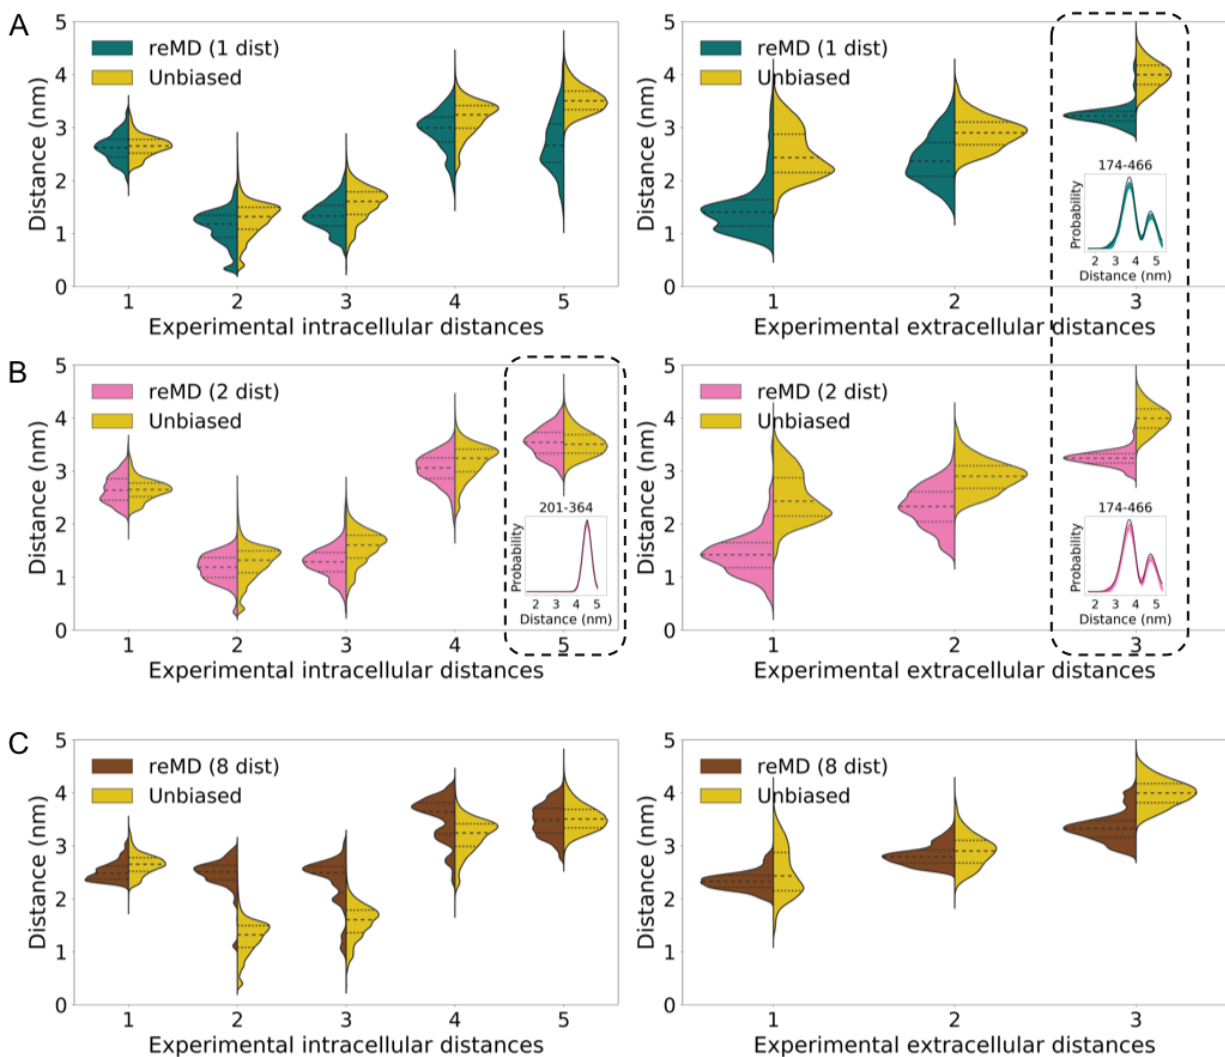 A
reMD (1 dist)
Unbiased
Distance (nm)
5
4
3
2
1
0
1 2 3 4 5
Experimental intracellular distances
reMD (1 dist)
Unbiased
Distance (nm)
5
4
3
2
1
0
174-466
Probability
2 3 4 5
Distance (nm)
1 2 3
Experimental extracellular distances
B
reMD (2 dist)
Unbiased
Distance (nm)
5
4
3
2
1
0
201-364
Probability
2 3 4 5
Distance (nm)
1 2 3 4 5
Experimental intracellular distances
reMD (2 dist)
Unbiased
Distance (nm)
5
4
3
2
1
0
174-466
Probability
2 3 4 5
Distance (nm)
1 2 3
Experimental extracellular distances
C
reMD (8 dist)
Unbiased
Distance (nm)
5
4
3
2
1
0
1 2 3 4 5
Experimental intracellular distances
reMD (8 dist)
Unbiased
Distance (nm)
5
4
3
2
1
0
1 2 3
Experimental extracellular distances